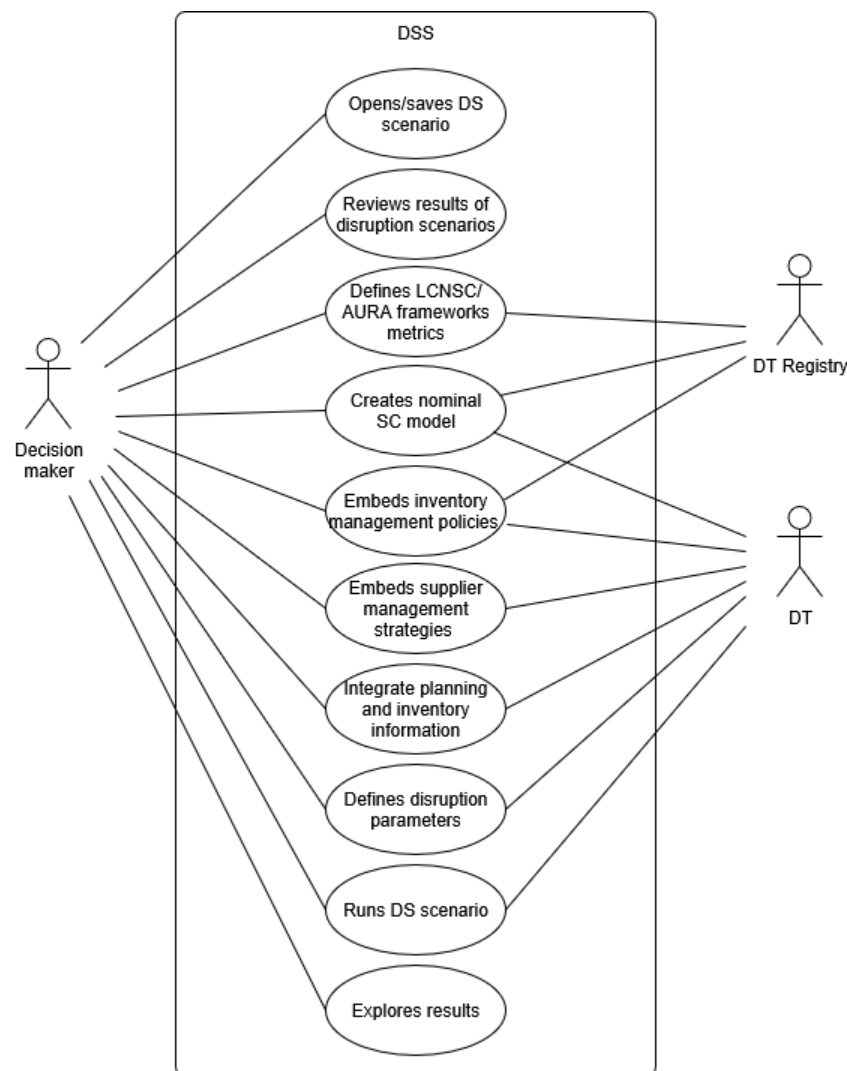 DSS
Opens/saves DS
scenario
Reviews results of
disruption scenarios
Defines LCNSC/
AURA frameworks
metrics
DT Registry
Creates nominal
SC model
Decision
maker
Embeds inventory
management policies
Embeds supplier
management
strategies
DT
Integrate planning
and inventory
information
Defines disruption
parameters
Runs DS scenario
Explores results